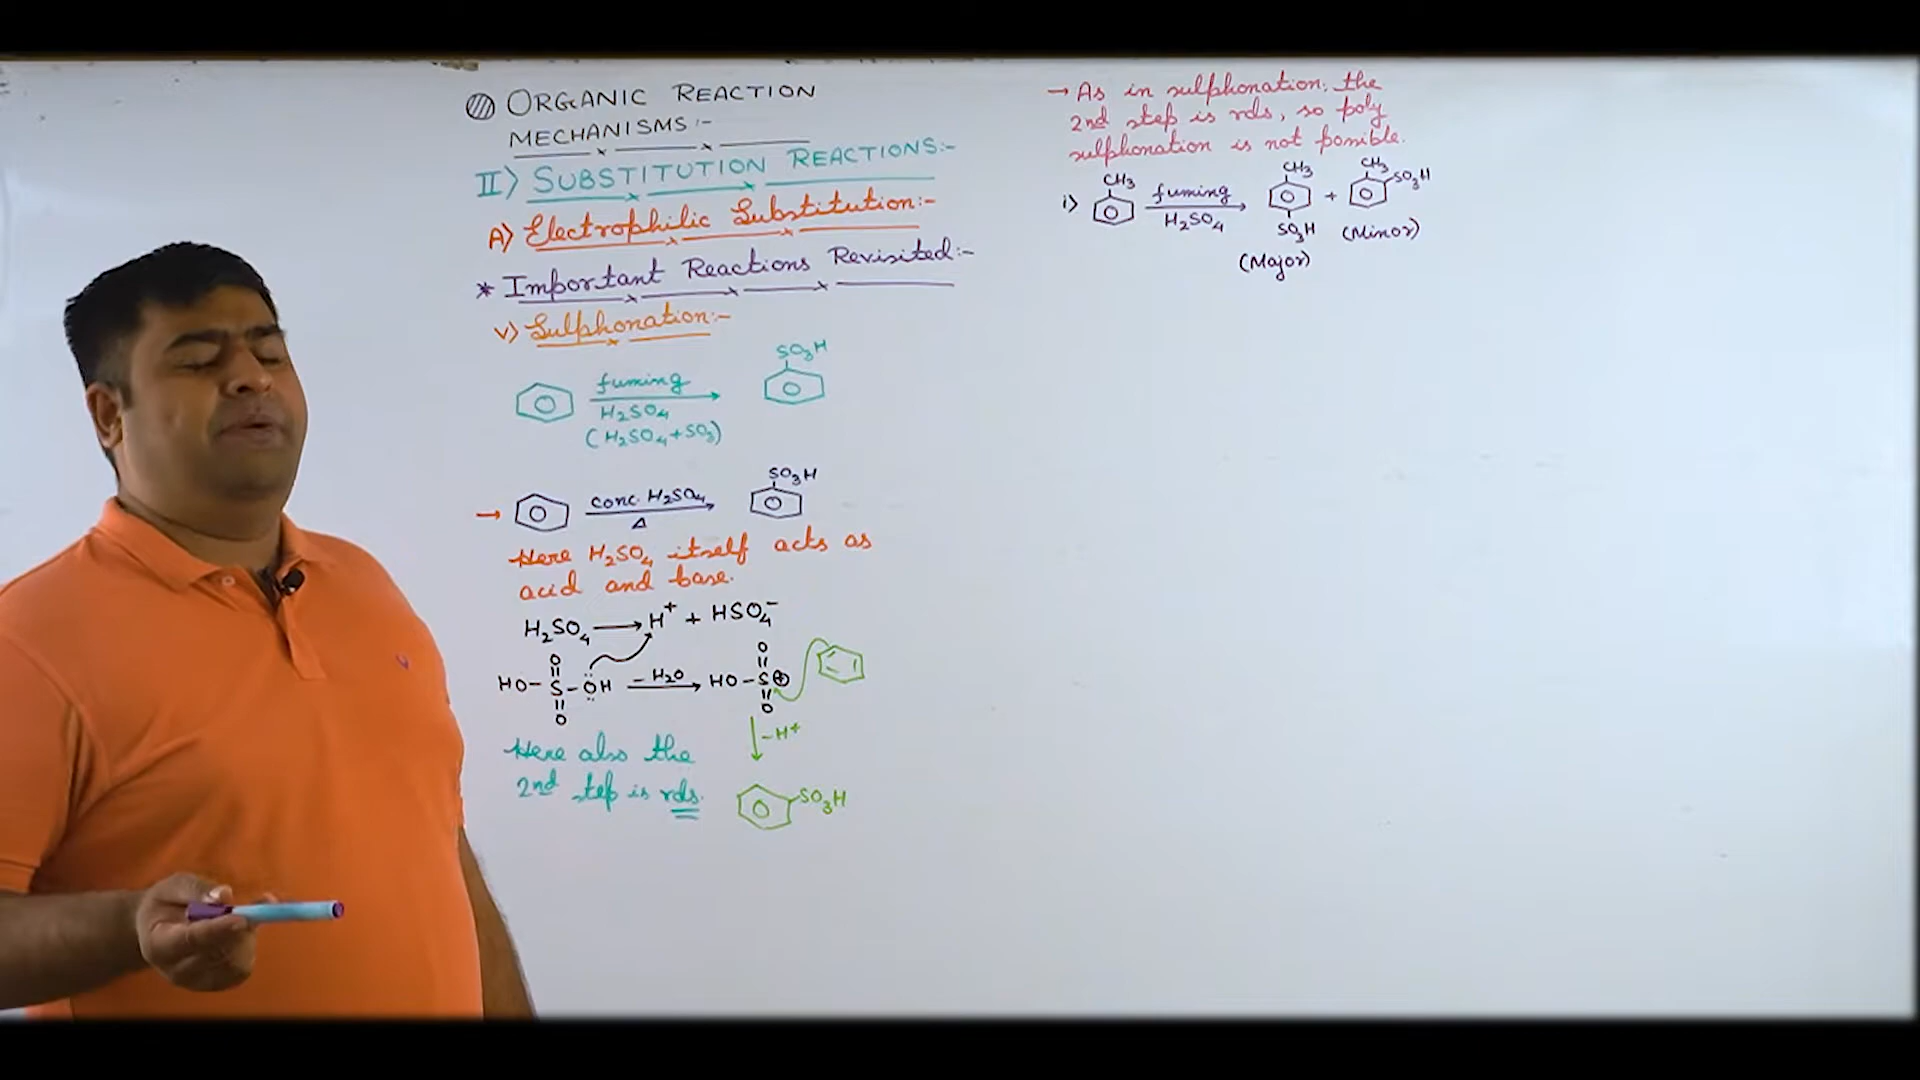 ORGANIC REACTION
MECHANISMS:-
II) SUBSTITUTION REACTIONS:-
A) Electrophilic Substitution:-
* Important Reactions Revisited:-
v) Sulphonation:-
SO₃H
fuming
H₂SO₄
(H₂SO₄+SO₃)
SO₃H
→ conc. H₂SO₄
Δ
Here H₂SO₄ itself acts as
acid and base.
H₂SO₄ → H⁺ + HSO₄⁻
O O
HO-S-ÖH -H₂O → HO-S⊕
O O
-H⁺
Here also the
2nd step is rds.
SO₃H
→ As in sulphonation, the
2nd step is rds, so poly
sulphonation is not possible.
CH₃ CH₃ CH₃
i) fuming → + SO₃H
H₂SO₄ SO₃H (Minor)
(Major)